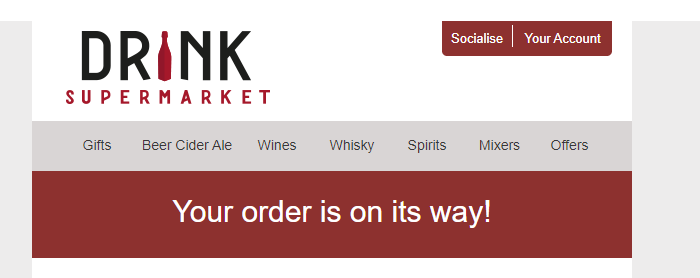 DRINK
SUPERMARKET
Socialise
Your Account
Gifts Beer Cider Ale Wines Whisky Spirits Mixers Offers
Your order is on its way!